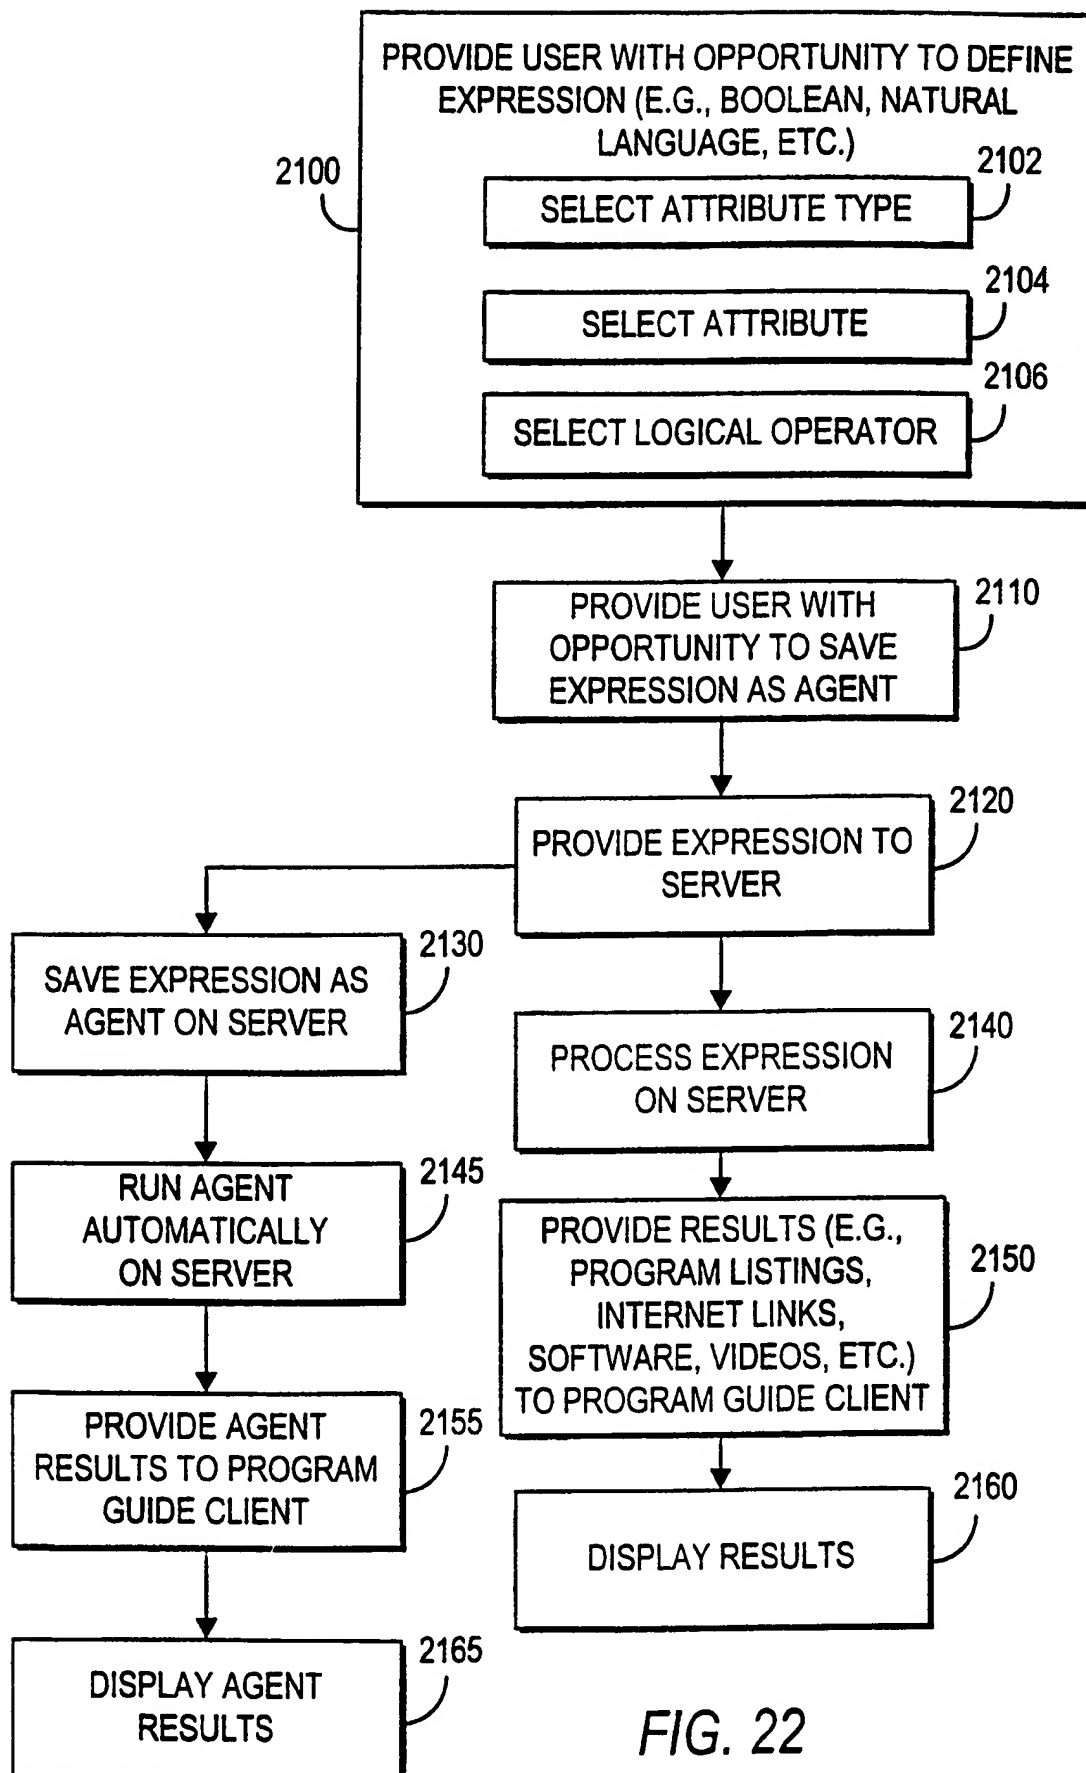 PROVIDE USER WITH OPPORTUNITY TO DEFINE
EXPRESSION (E.G., BOOLEAN, NATURAL
LANGUAGE, ETC.)
2100
2102
SELECT ATTRIBUTE TYPE
2104
SELECT ATTRIBUTE
2106
SELECT LOGICAL OPERATOR
2110
PROVIDE USER WITH
OPPORTUNITY TO SAVE
EXPRESSION AS AGENT
2120
PROVIDE EXPRESSION TO
SERVER
2130
SAVE EXPRESSION AS
AGENT ON SERVER
2140
PROCESS EXPRESSION
ON SERVER
2145
RUN AGENT
AUTOMATICALLY
ON SERVER
2150
PROVIDE RESULTS (E.G.,
PROGRAM LISTINGS,
INTERNET LINKS,
SOFTWARE, VIDEOS, ETC.)
TO PROGRAM GUIDE CLIENT
2155
PROVIDE AGENT
RESULTS TO PROGRAM
GUIDE CLIENT
2160
DISPLAY RESULTS
2165
DISPLAY AGENT
RESULTS
FIG. 22